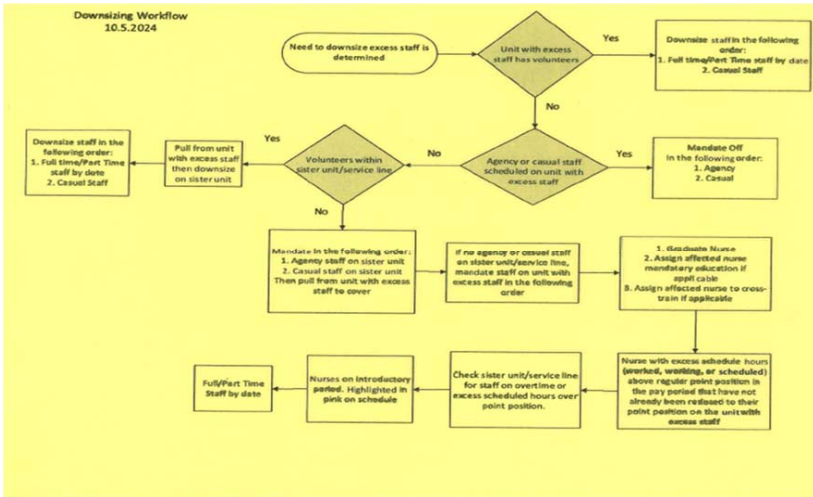 Downsizing Workflow
10.5.2024
Need to downsize excess staff is
determined
Unit with excess
staff has volunteers
Yes
Downsize staff in the following
order:
1. Full time/Part Time staff by date
2. Casual Staff
No
Agency or casual staff
scheduled on unit with
excess staff
Yes
Mandate Off
In the following order:
1. Agency
2. Casual
No
Volunteers within
sister unit/service line
Yes
Pull from unit
with excess staff
then downsize
on sister unit
Downsize staff in the
following order:
1. Full time/Part Time
staff by date
2. Casual Staff
No
Mandate in the following order:
1. Agency staff on sister unit
2. Casual staff on sister unit
Then pull from unit with excess
staff to cover
If no agency or casual staff
on sister unit/service line,
mandate staff on unit with
excess staff in the following
order
1. Graduate Nurse
2. Assign affected nurse
mandatory education if
applicable
3. Assign affected nurse to cross-
train if applicable
Nurse with excess schedule hours
(worked, working, or scheduled)
above regular point position in
the pay period that have not
already been reduced to their
point position on the unit with
excess staff
Check sister unit/service line
for staff on overtime or
excess scheduled hours over
point position.
Nurses on introductory
period. Highlighted in
pink on schedule
Full/Part Time
Staff by date